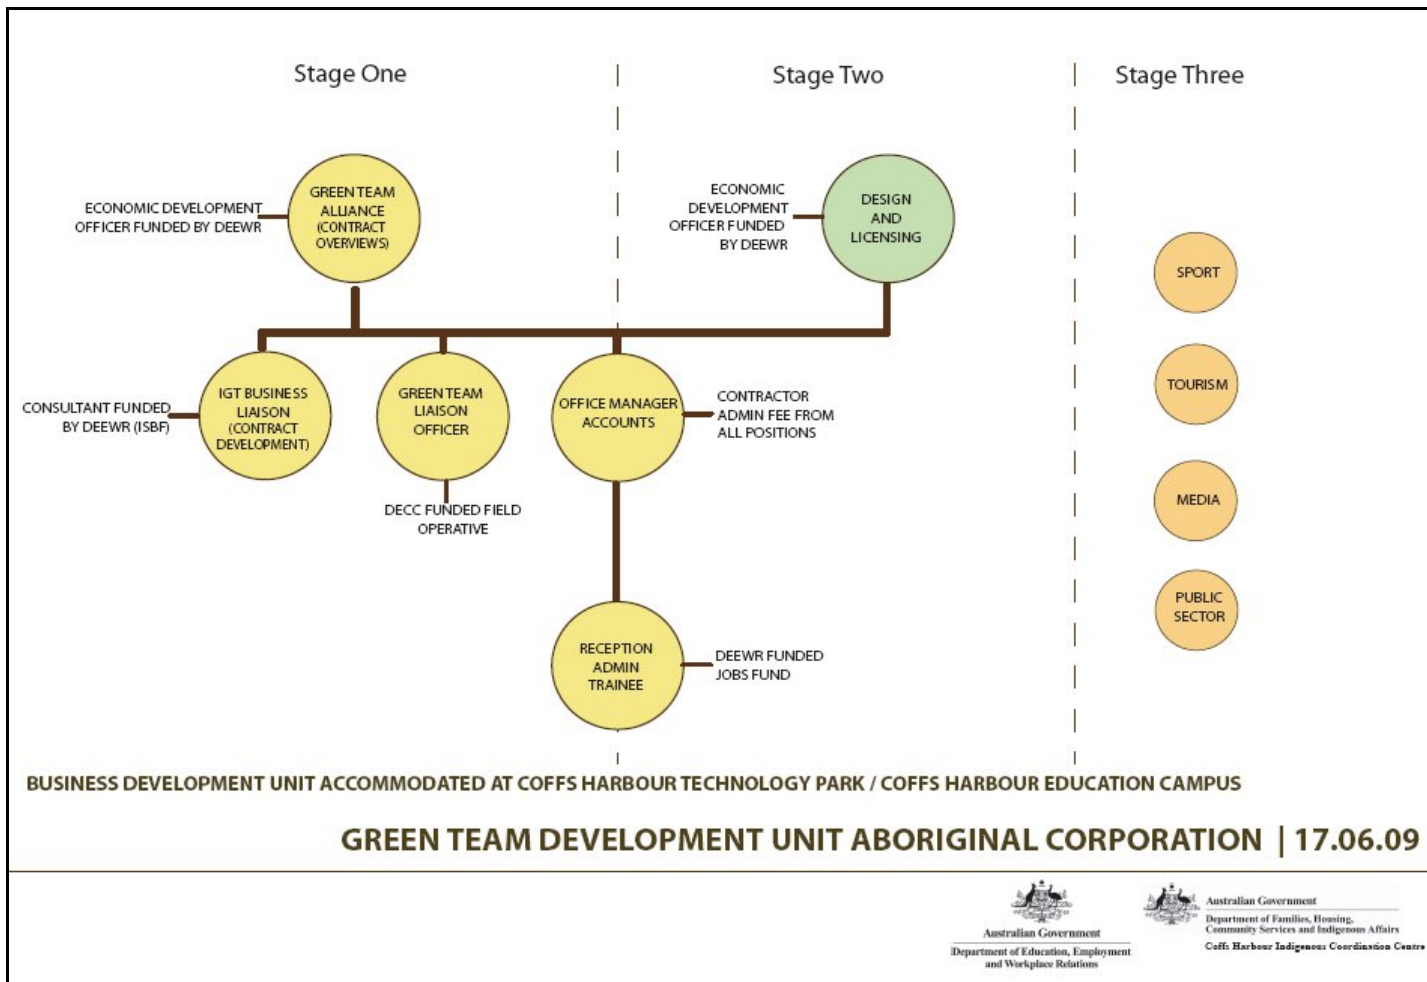 Stage One
Stage Two
Stage Three
ECONOMIC DEVELOPMENT
OFFICER FUNDED BY DEEWR
GREEN TEAM
ALLIANCE
(CONTRACT
OVERVIEWS)
ECONOMIC
DEVELOPMENT
OFFICER FUNDED
BY DEEWR
DESIGN
AND
LICENSING
SPORT
TOURISM
MEDIA
PUBLIC
SECTOR
CONSULTANT FUNDED
BY DEEWR (ISBF)
IGT BUSINESS
LIAISON
(CONTRACT
DEVELOPMENT)
GREEN TEAM
LIAISON
OFFICER
DECC FUNDED FIELD
OPERATIVE
OFFICE MANAGER
ACCOUNTS
CONTRACTOR
ADMIN FEE FROM
ALL POSITIONS
RECEPTION
ADMIN
TRAINEE
DEEWR FUNDED
JOBS FUND
BUSINESS DEVELOPMENT UNIT ACCOMMODATED AT COFFS HARBOUR TECHNOLOGY PARK / COFFS HARBOUR EDUCATION CAMPUS
GREEN TEAM DEVELOPMENT UNIT ABORIGINAL CORPORATION | 17.06.09
Australian Government
Department of Education, Employment
and Workplace Relations
Australian Government
Department of Families, Housing,
Community Services and Indigenous Affairs
Coffs Harbour Indigenous Coordination Centre